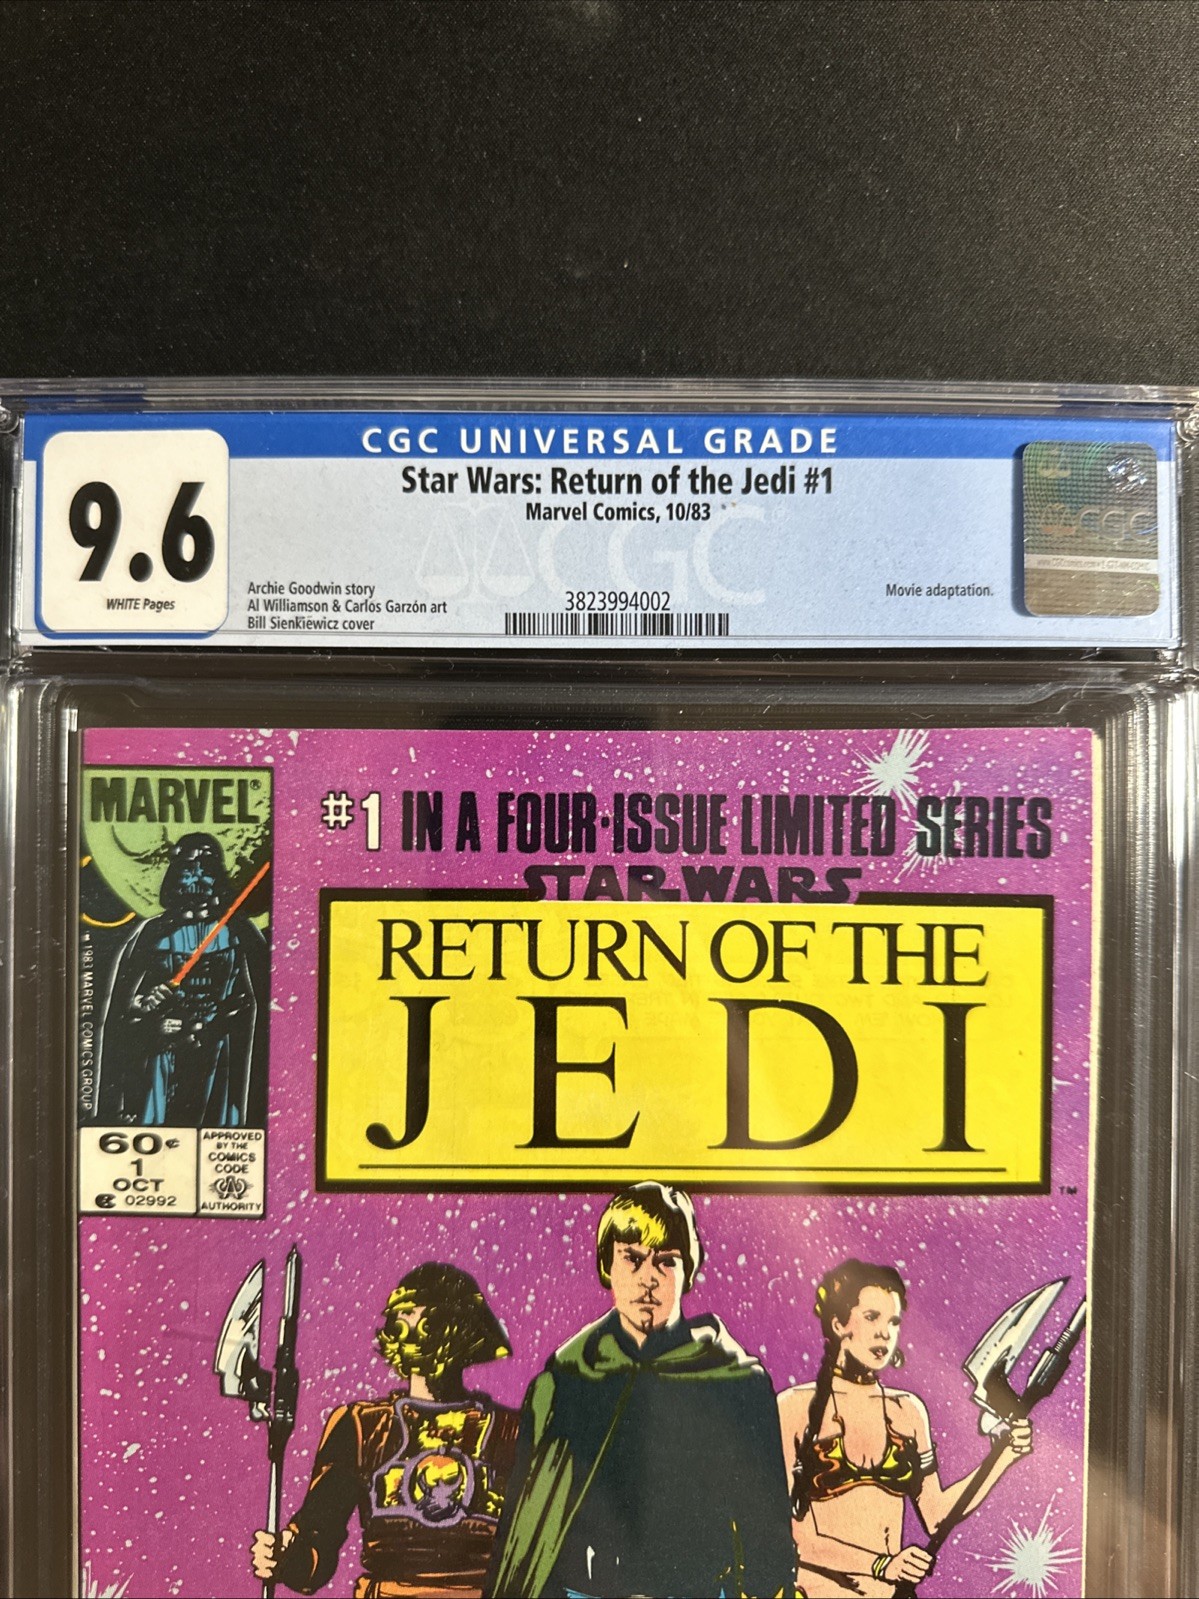 CGC UNIVERSAL GRADE
9.6
WHITE Pages
Star Wars: Return of the Jedi #1
Marvel Comics, 10/83
CGC
Archie Goodwin story
Al Williamson & Carlos Garzón art
Bill Sienkiewicz cover
3823994002
Movie adaptation.
CGC
MARVEL®
© 1983 MARVEL COMICS GROUP
60¢
1
OCT
02992
APPROVED
BY THE
COMICS
CODE
AUTHORITY
#1 IN A FOUR-ISSUE LIMITED SERIES
STAR WARS
RETURN OF THE
JEDI
TM